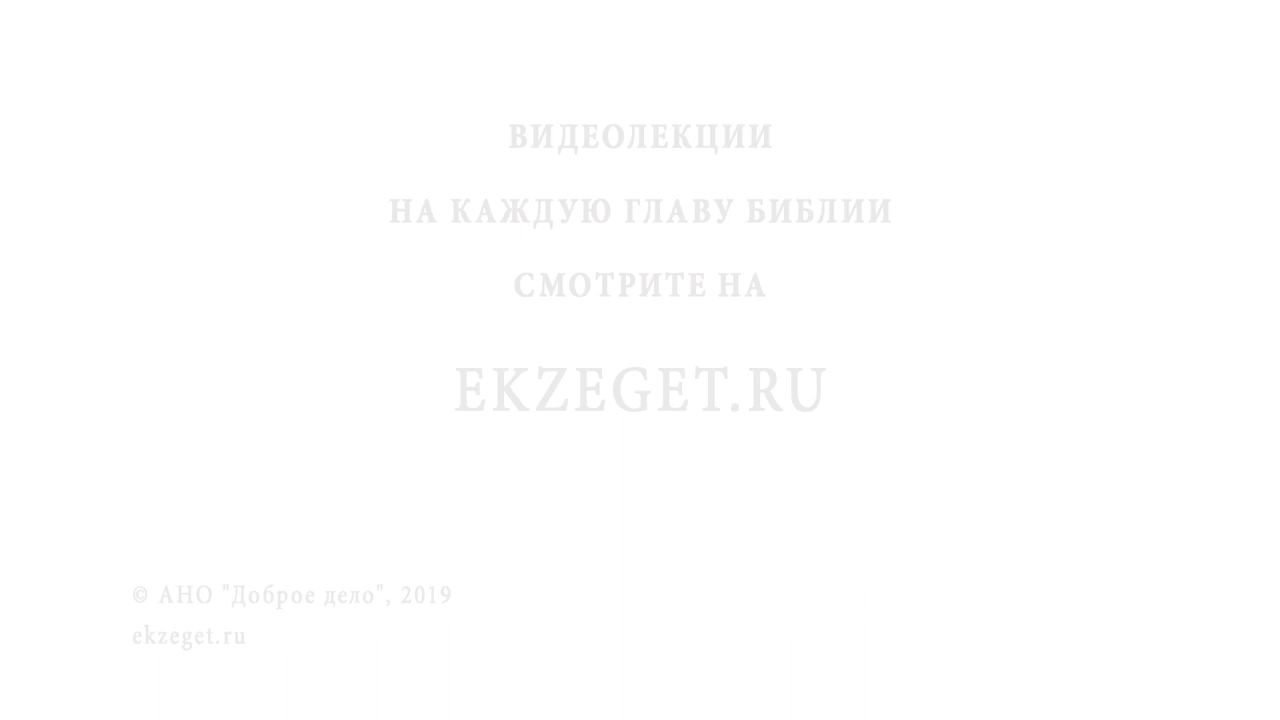 ВИДЕОЛЕКЦИИ
НА КАЖДУЮ ГЛАВУ БИБЛИИ
СМОТРИТЕ НА
EKZEGET.RU
© АНО "Доброе дело", 2019
ekzeget.ru